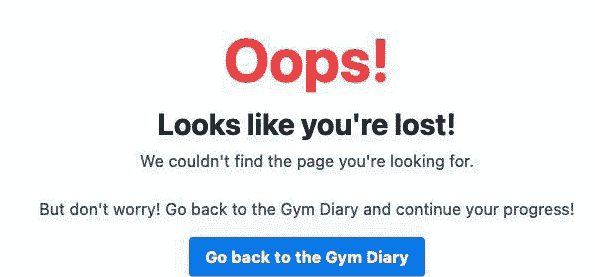 Oops!
Looks like you're lost!
We couldn't find the page you're looking for.
But don't worry! Go back to the Gym Diary and continue your progress!
Go back to the Gym Diary